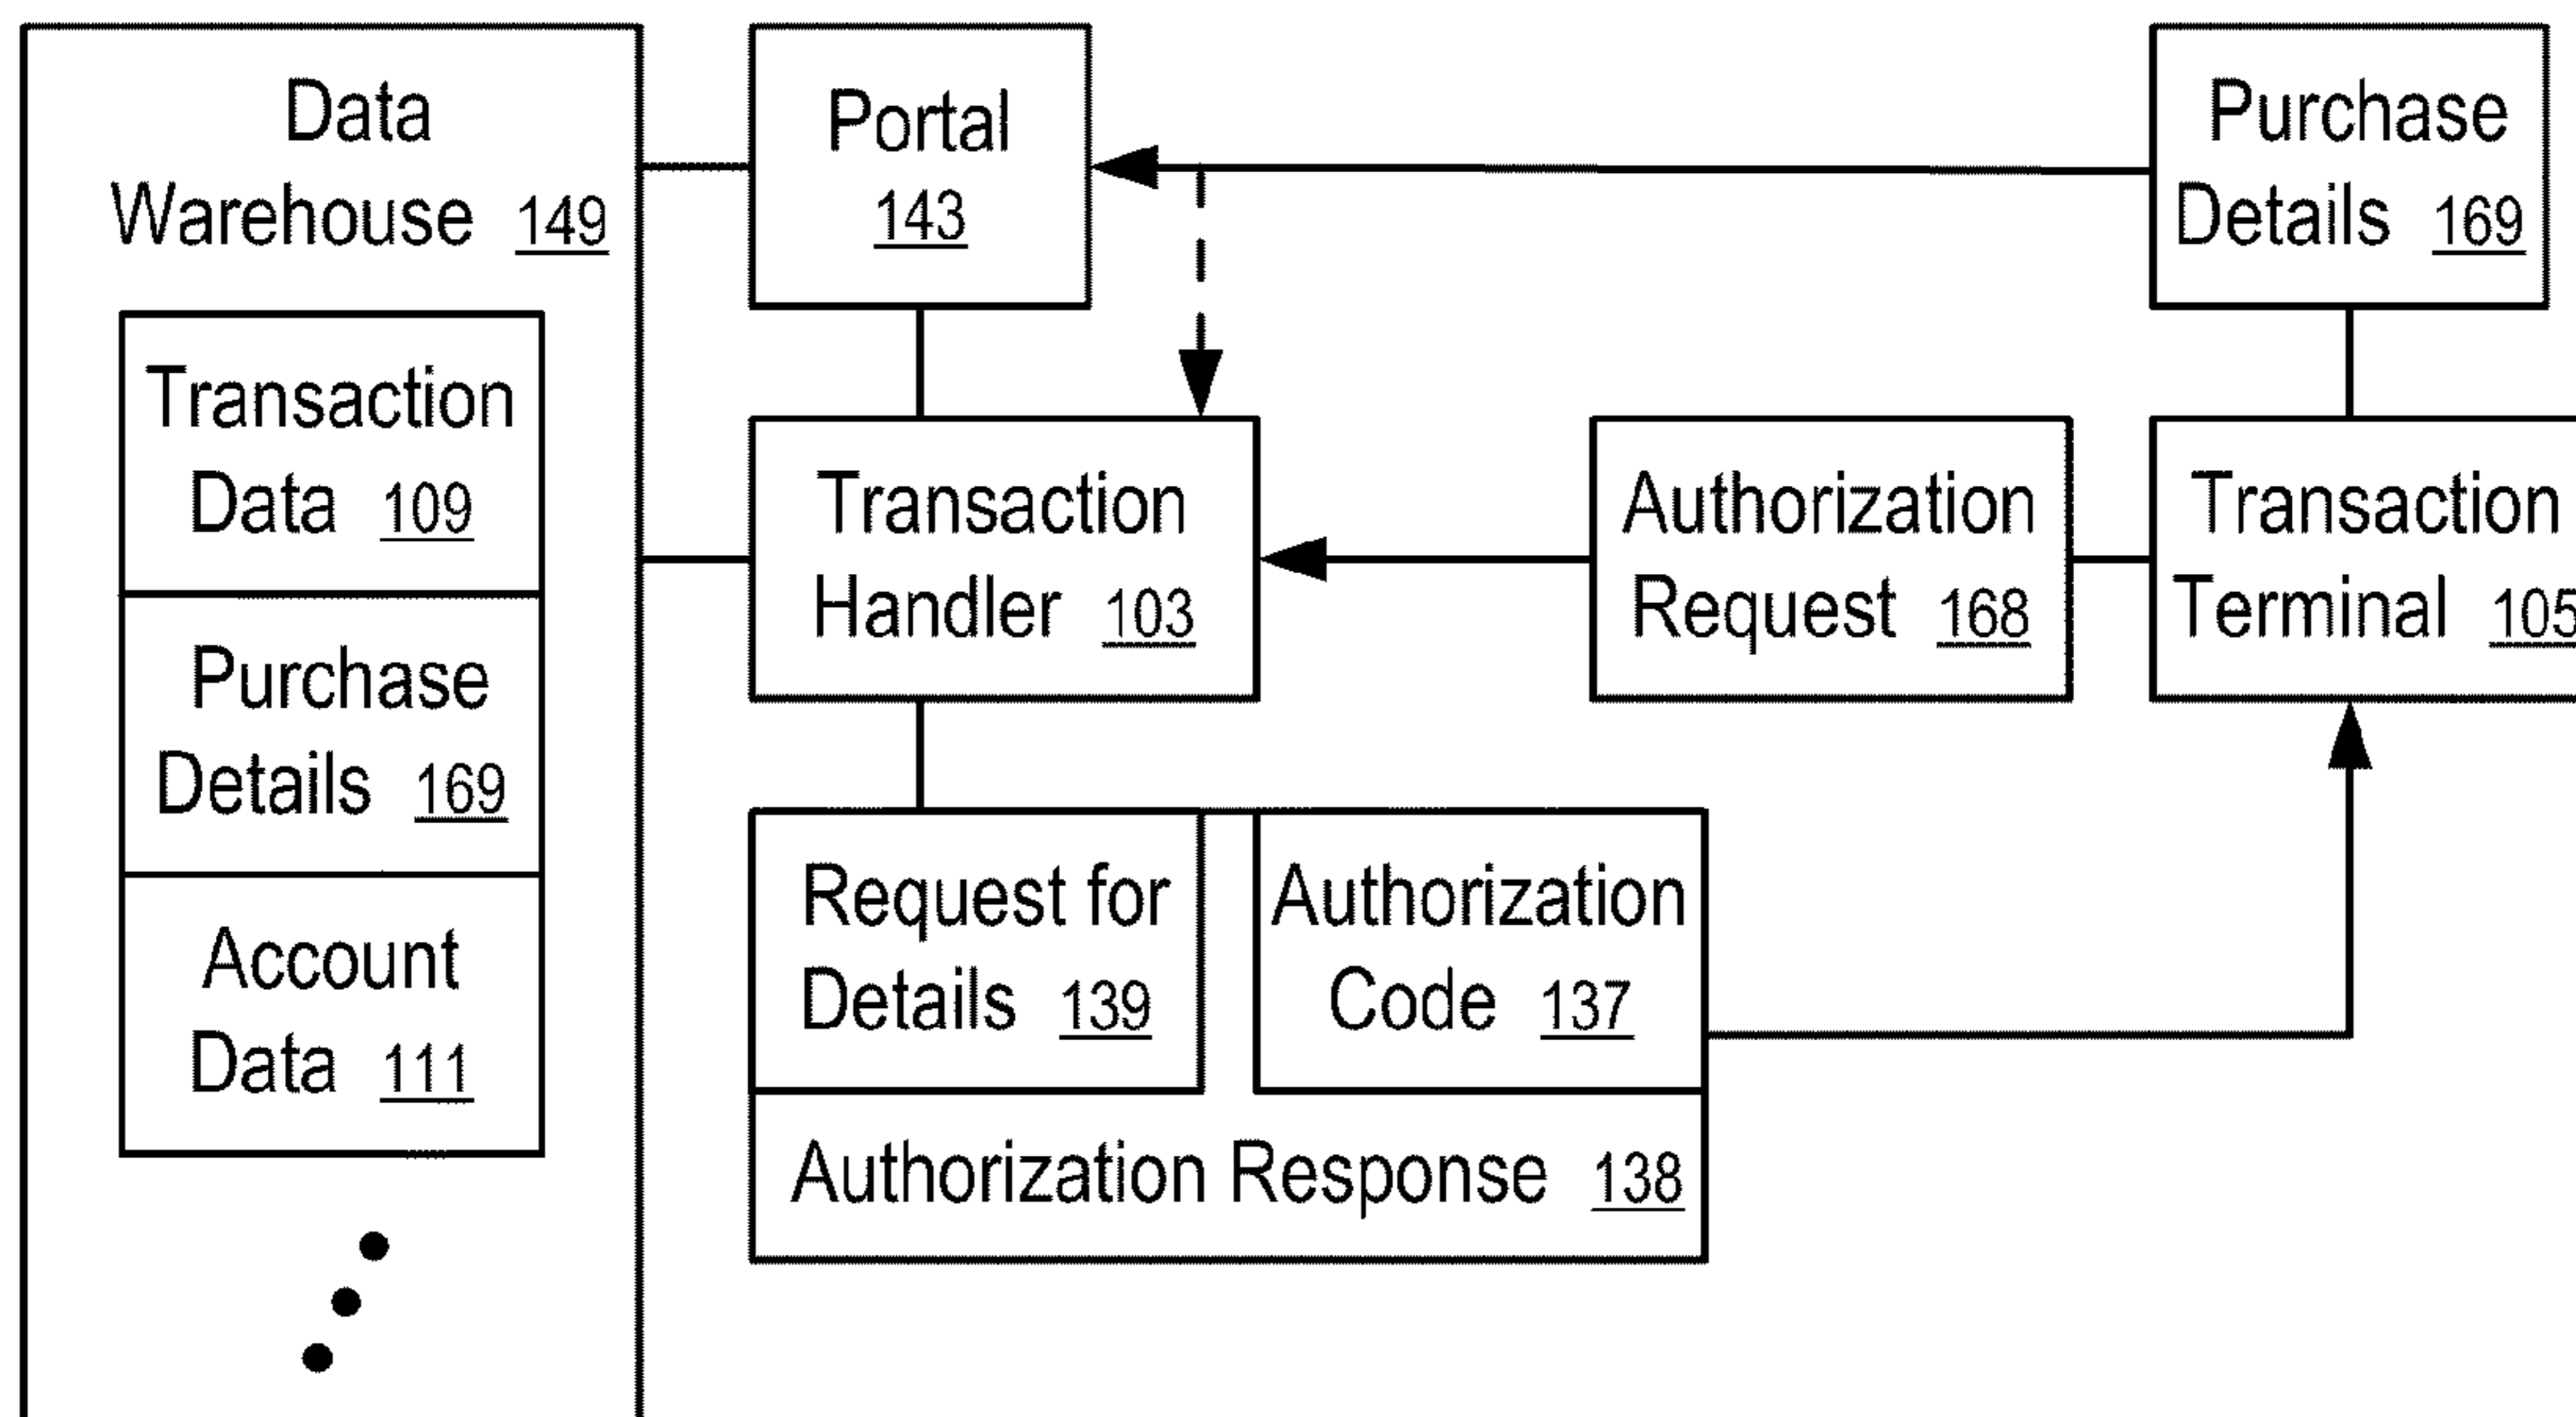 Data
Warehouse 149
Transaction
Data 109
Purchase
Details 169
Account
Data 111
Portal
143
Purchase
Details 169
Transaction
Handler 103
Authorization
Request 168
Transaction
Terminal 105
Request for
Details 139
Authorization
Code 137
Authorization Response 138